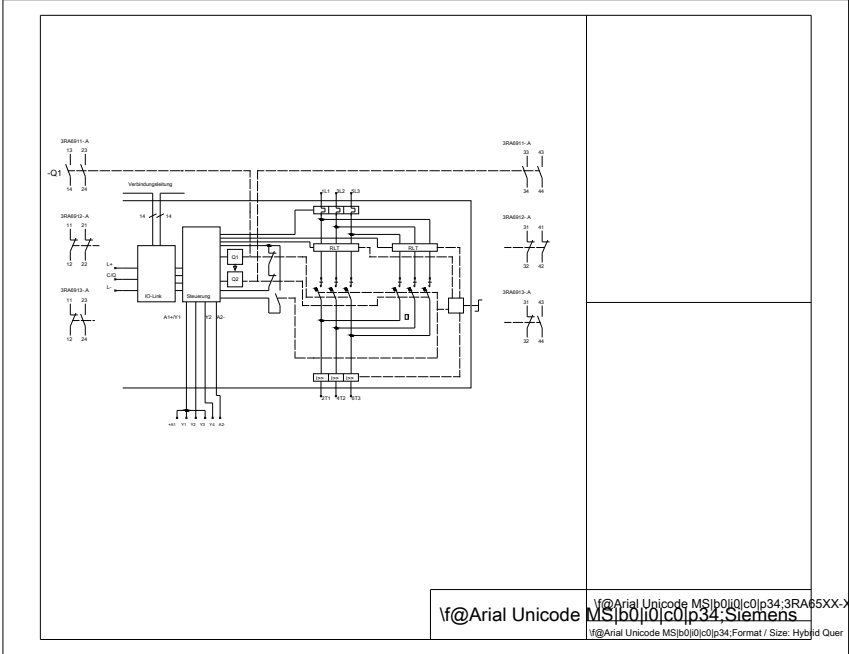 3RA6911-.A
13 23
-Q1
14 24
3RA6911-.A
33 43
34 44
Verbindungsleitung
14 14
1L1 3L2 5L3
3RA6912-.A
11 21
12 22
3RA6912-.A
31 41
32 42
RLT RLT
Q1
Q2
L+
C/Q
L-
IO-Link
Steuerung
3RA6913-.A
11 23
12 24
3RA6913-.A
31 43
32 44
A1+/Y1 Y2 A2-
I>> I>> I>>
2T1 4T2 6T3
+A1 Y1 Y2 Y3 Y4 A2-
\f@Arial Unicode MS|b0|i0|c0|p34;Siemens
\f@Arial Unicode MS|b0|i0|c0|p34;3RA65XX-X
\f@Arial Unicode MS|b0|i0|c0|p34;Format / Size: Hybrid Quer